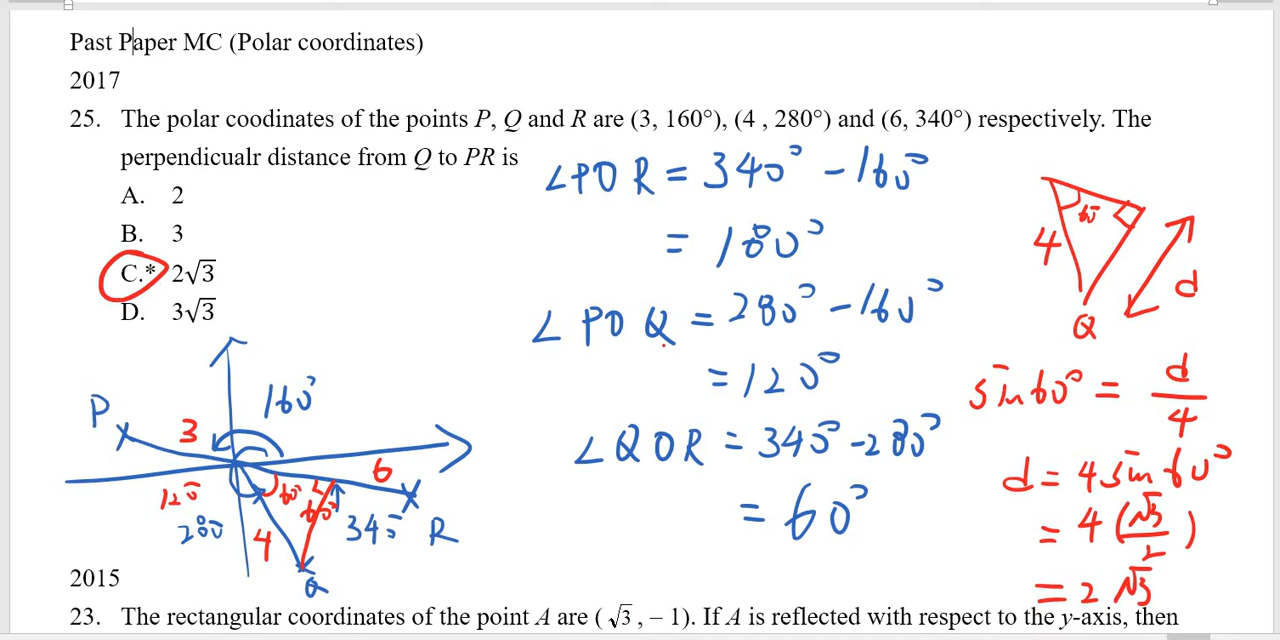 Past Paper MC (Polar coordinates)
2017
25. The polar coodinates of the points P, Q and R are (3, 160°), (4 , 280°) and (6, 340°) respectively. The
perpendicualr distance from Q to PR is
A. 2
B. 3
C.* 2√3
D. 3√3
∠POR = 340° - 160°
= 180°
∠POQ = 280° - 160°
= 120°
∠QOR = 340° - 280°
= 60°
60°
4
d
Q
sin60° = d/4
d = 4 sin60°
= 4 (√3/2)
= 2√3
160°
P
3
6
120
60°
60°
280
4
340
R
Q
2015
23. The rectangular coordinates of the point A are (√3 , – 1). If A is reflected with respect to the y-axis, then